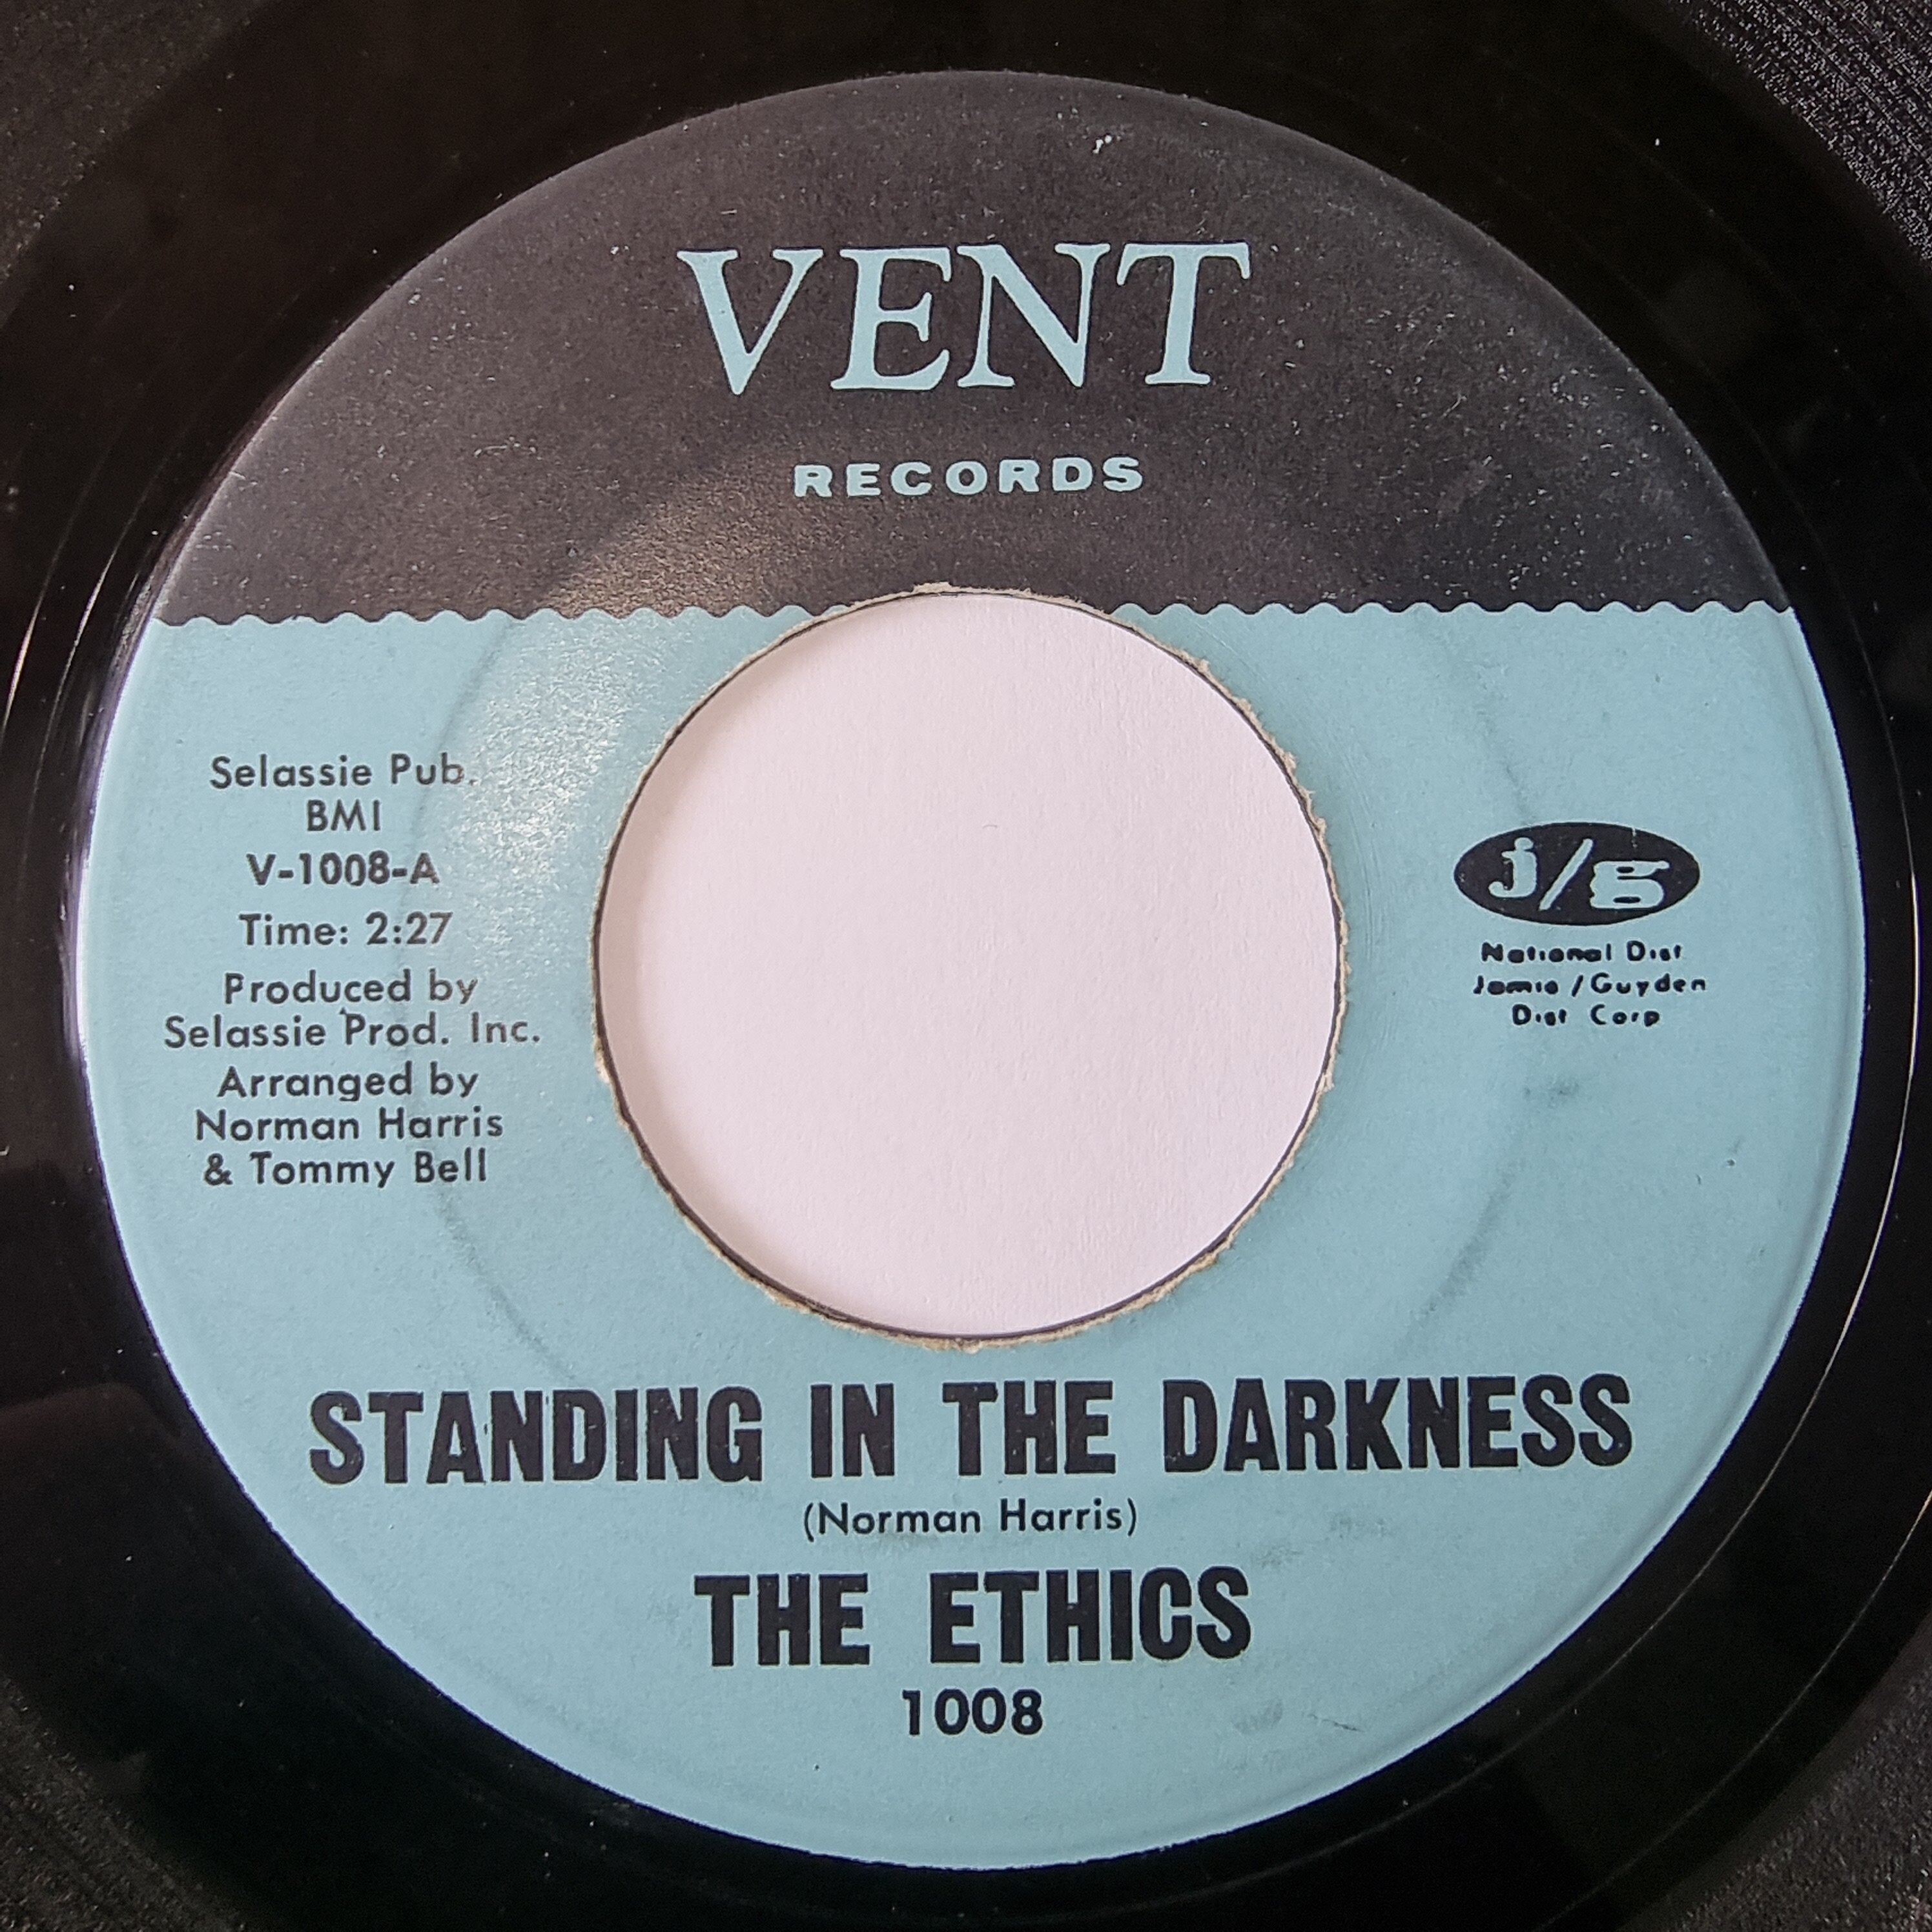 VENT
RECORDS
Selassie Pub.
BMI
V-1008-A
Time: 2:27
Produced by
Selassie Prod. Inc.
Arranged by
Norman Harris
& Tommy Bell
j/g
National Dist
Jamie / Guyden
Dist Corp
STANDING IN THE DARKNESS
(Norman Harris)
THE ETHICS
1008